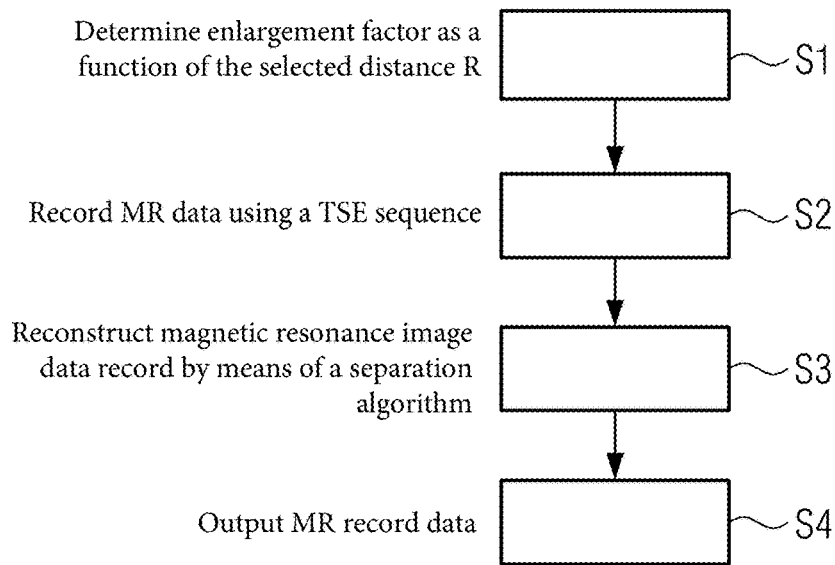 Determine enlargement factor as a
function of the selected distance R
S1
Record MR data using a TSE sequence
S2
Reconstruct magnetic resonance image
data record by means of a separation
algorithm
S3
Output MR record data
S4